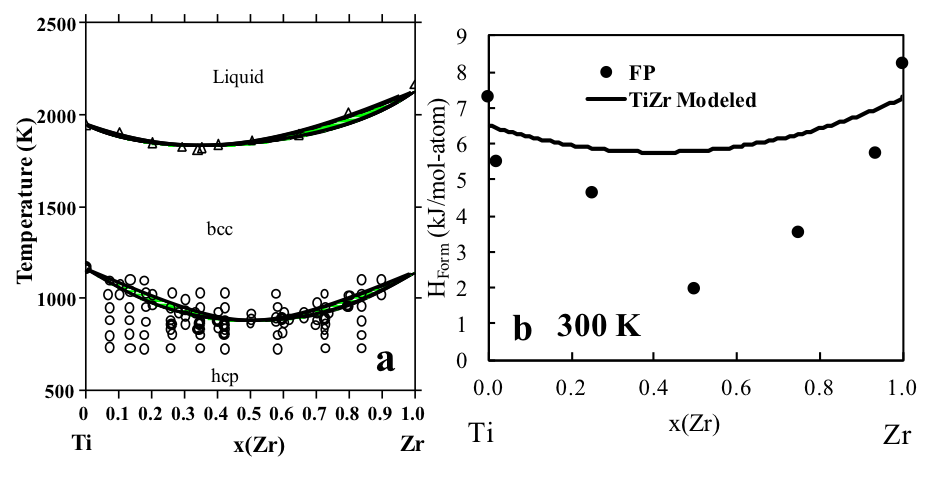 2500
2000
1500
1000
500
Temperature (K)
Liquid
bcc
hcp
a
0 0.1 0.2 0.3 0.4 0.5 0.6 0.7 0.8 0.9 1.0
Ti x(Zr) Zr
9
8
7
6
5
4
3
2
1
0
H_Form (kJ/mol-atom)
FP
TiZr Modeled
b 300 K
0.0 0.2 0.4 0.6 0.8 1.0
x(Zr)
Ti Zr